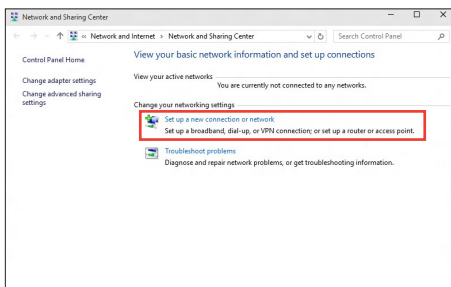 Network and Sharing Center
« Network and Internet › Network and Sharing Center
Search Control Panel
Control Panel Home
Change adapter settings
Change advanced sharing
settings
View your basic network information and set up connections
View your active networks
You are currently not connected to any networks.
Change your networking settings
Set up a new connection or network
Set up a broadband, dial-up, or VPN connection; or set up a router or access point.
Troubleshoot problems
Diagnose and repair network problems, or get troubleshooting information.